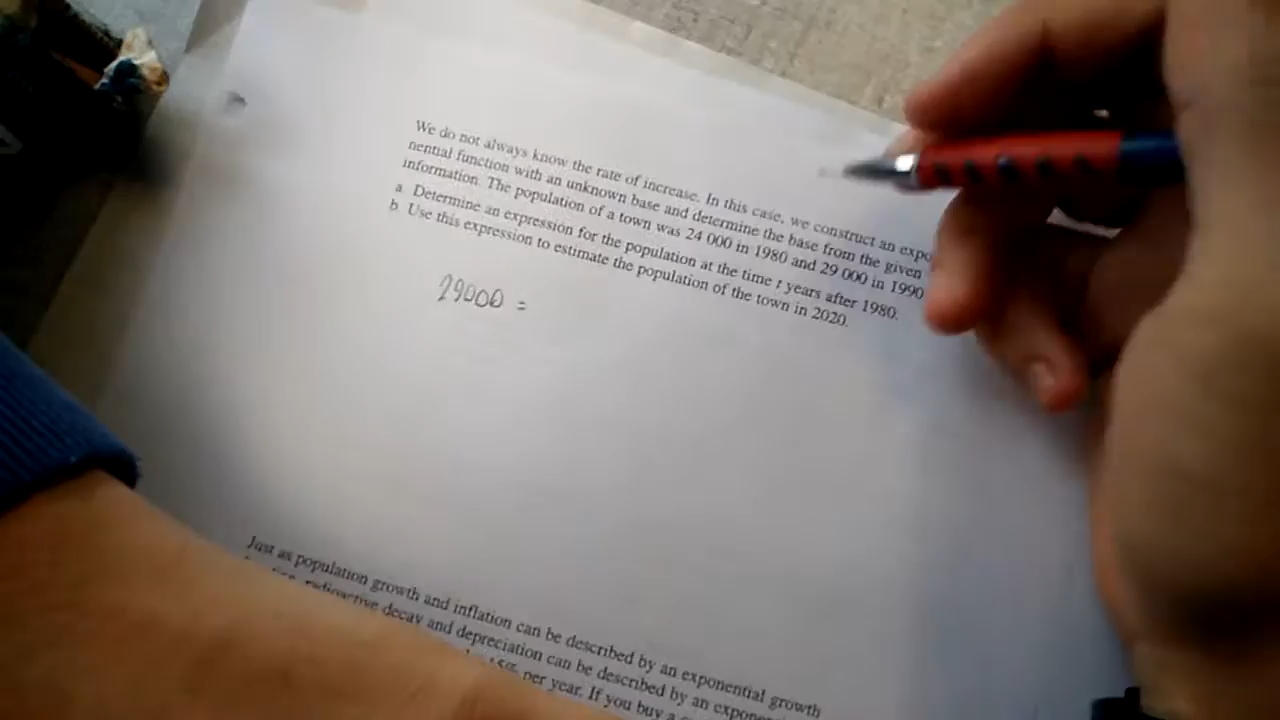 We do not always know the rate of increase. In this case, we construct an expo
nential function with an unknown base and determine the base from the given
information. The population of a town was 24 000 in 1980 and 29 000 in 1990
a Determine an expression for the population at the time t years after 1980.
b Use this expression to estimate the population of the town in 2020.
29000 =
Just as population growth and inflation can be described by an exponential growth
radioactive decay and depreciation can be described by an expone
15% per year. If you buy a